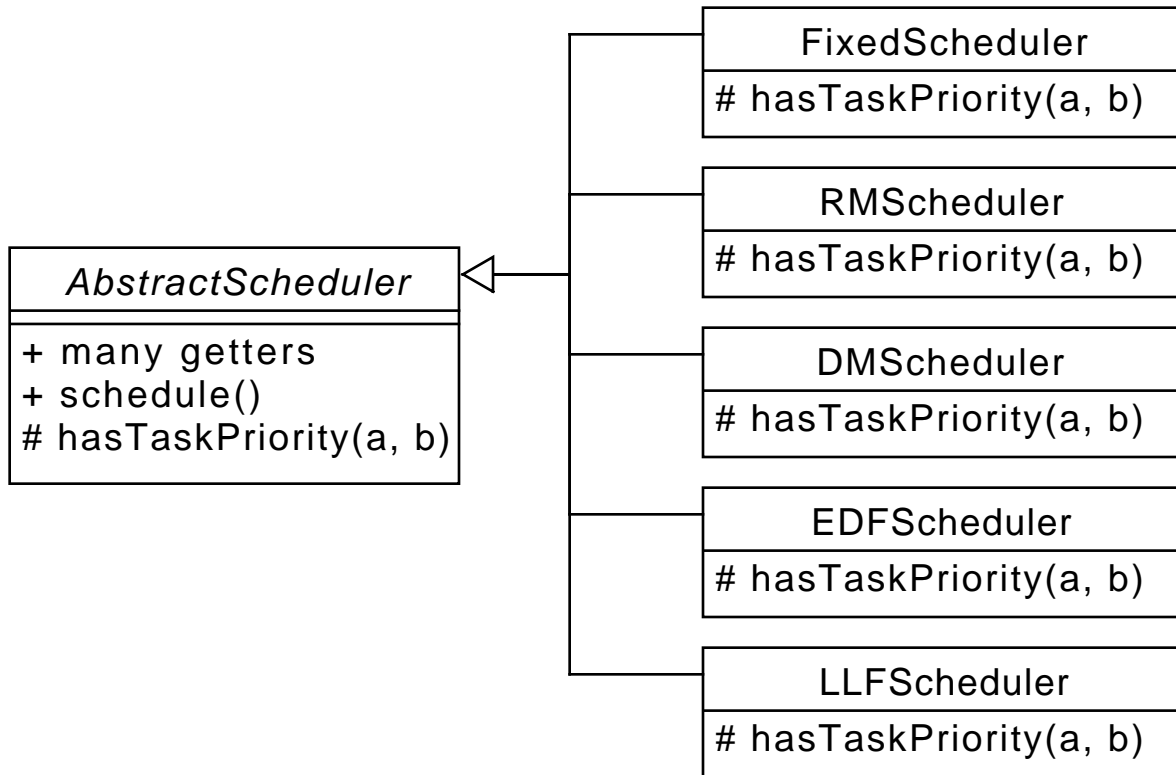 AbstractScheduler
+ many getters
+ schedule()
# hasTaskPriority(a, b)
FixedScheduler
# hasTaskPriority(a, b)
RMScheduler
# hasTaskPriority(a, b)
DMScheduler
# hasTaskPriority(a, b)
EDFScheduler
# hasTaskPriority(a, b)
LLFScheduler
# hasTaskPriority(a, b)